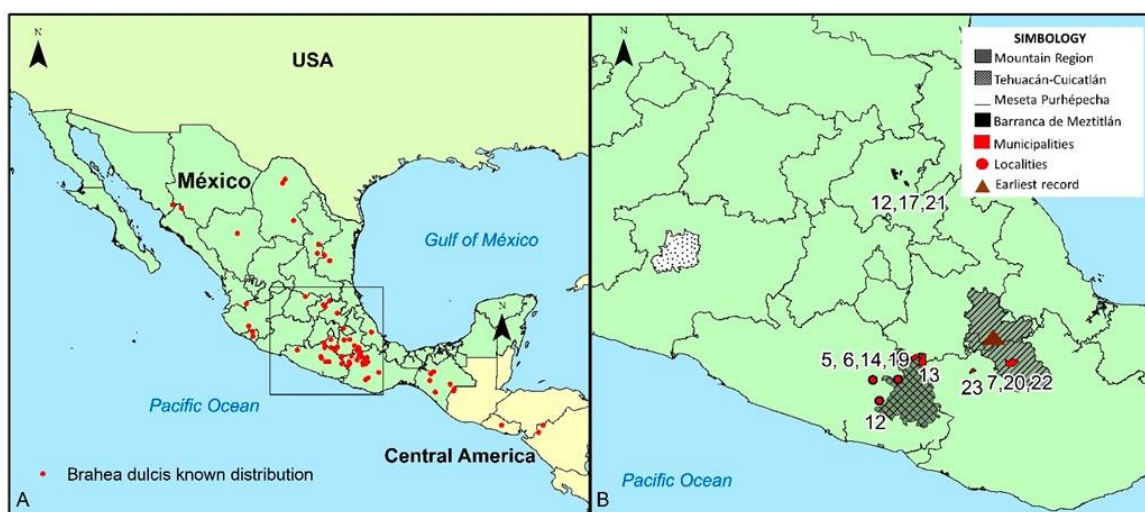 N
USA
México
Gulf of México
Pacific Ocean
Central America
Brahea dulcis known distribution
A
N
SIMBOLOGY
Mountain Region
Tehuacán-Cuicatlán
Meseta Purhépecha
Barranca de Meztitlán
Municipalities
Localities
Earliest record
12,17,21
5, 6,14,19
13
23
7,20,22
12
Pacific Ocean
B